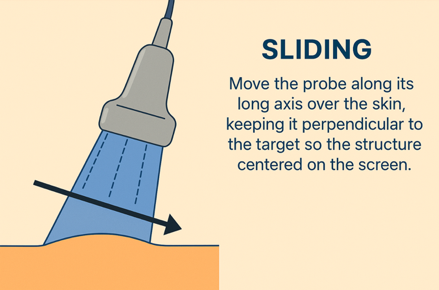 SLIDING
Move the probe along its
long axis over the skin,
keeping it perpendicular to
the target so the structure
centered on the screen.